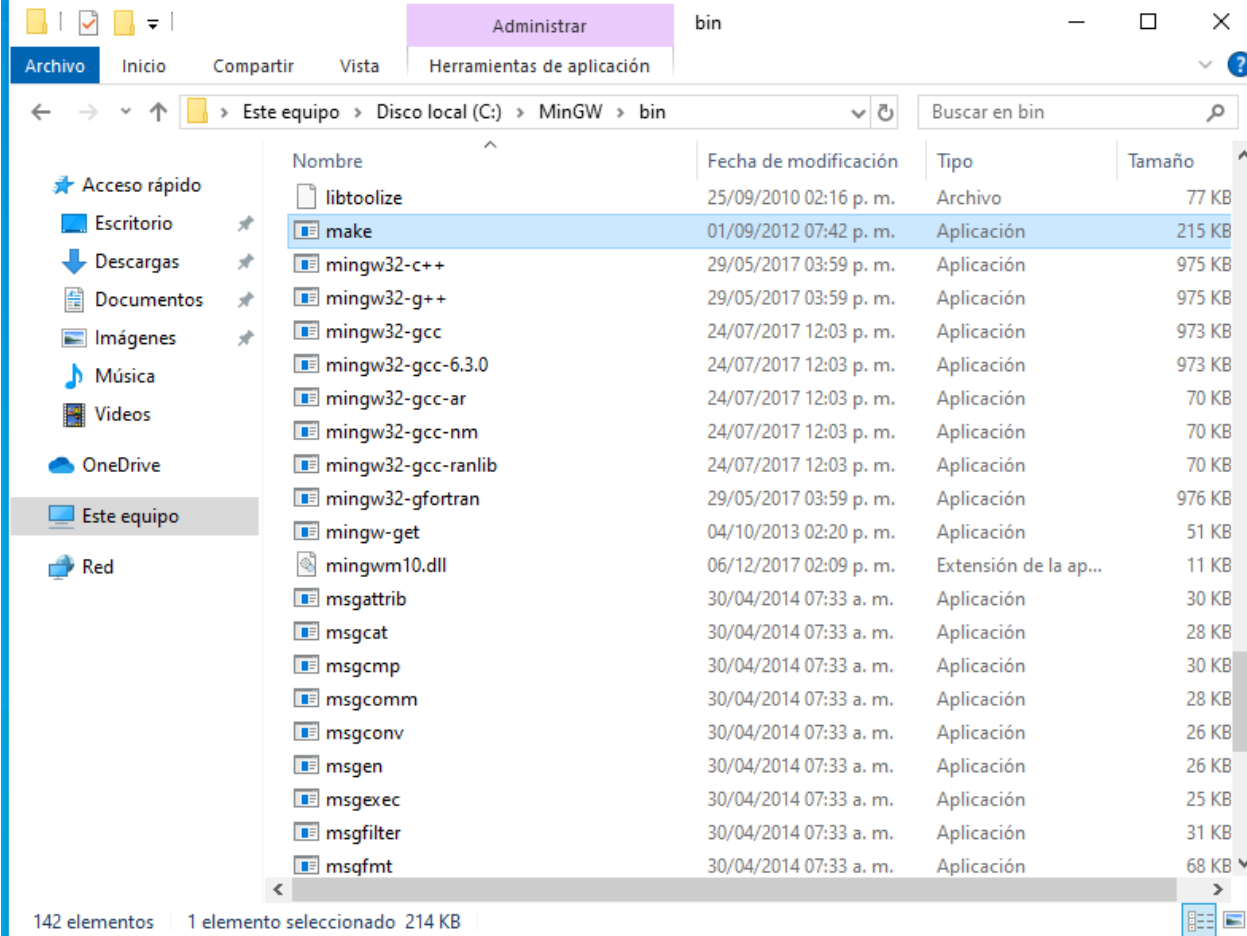 Administrar bin
Archivo Inicio Compartir Vista Herramientas de aplicación
Este equipo > Disco local (C:) > MinGW > bin Buscar en bin
Acceso rápido
Escritorio
Descargas
Documentos
Imágenes
Música
Videos
OneDrive
Este equipo
Red
Nombre Fecha de modificación Tipo Tamaño
libtoolize 25/09/2010 02:16 p. m. Archivo 77 KB
make 01/09/2012 07:42 p. m. Aplicación 215 KB
mingw32-c++ 29/05/2017 03:59 p. m. Aplicación 975 KB
mingw32-g++ 29/05/2017 03:59 p. m. Aplicación 975 KB
mingw32-gcc 24/07/2017 12:03 p. m. Aplicación 973 KB
mingw32-gcc-6.3.0 24/07/2017 12:03 p. m. Aplicación 973 KB
mingw32-gcc-ar 24/07/2017 12:03 p. m. Aplicación 70 KB
mingw32-gcc-nm 24/07/2017 12:03 p. m. Aplicación 70 KB
mingw32-gcc-ranlib 24/07/2017 12:03 p. m. Aplicación 70 KB
mingw32-gfortran 29/05/2017 03:59 p. m. Aplicación 976 KB
mingw-get 04/10/2013 02:20 p. m. Aplicación 51 KB
mingwm10.dll 06/12/2017 02:09 p. m. Extensión de la ap... 11 KB
msgattrib 30/04/2014 07:33 a. m. Aplicación 30 KB
msgcat 30/04/2014 07:33 a. m. Aplicación 28 KB
msgcmp 30/04/2014 07:33 a. m. Aplicación 30 KB
msgcomm 30/04/2014 07:33 a. m. Aplicación 28 KB
msgconv 30/04/2014 07:33 a. m. Aplicación 26 KB
msgen 30/04/2014 07:33 a. m. Aplicación 26 KB
msgexec 30/04/2014 07:33 a. m. Aplicación 25 KB
msgfilter 30/04/2014 07:33 a. m. Aplicación 31 KB
msgfmt 30/04/2014 07:33 a. m. Aplicación 68 KB
142 elementos 1 elemento seleccionado 214 KB